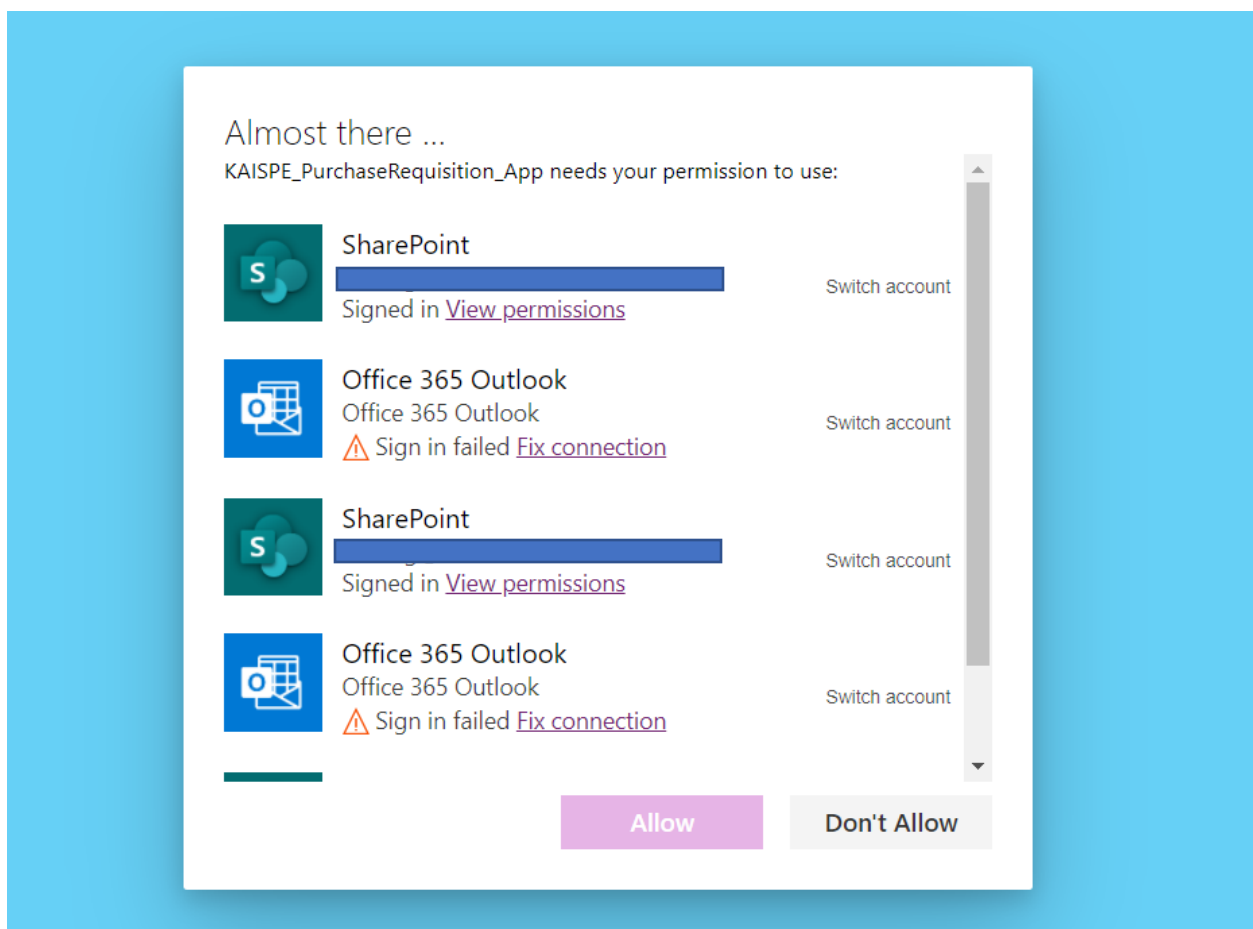 Almost there ...
KAISPE_PurchaseRequisition_App needs your permission to use:
S
SharePoint
Switch account
Signed in View permissions
O
Office 365 Outlook
Office 365 Outlook
Switch account
Sign in failed Fix connection
S
SharePoint
Switch account
Signed in View permissions
O
Office 365 Outlook
Office 365 Outlook
Switch account
Sign in failed Fix connection
Allow
Don't Allow